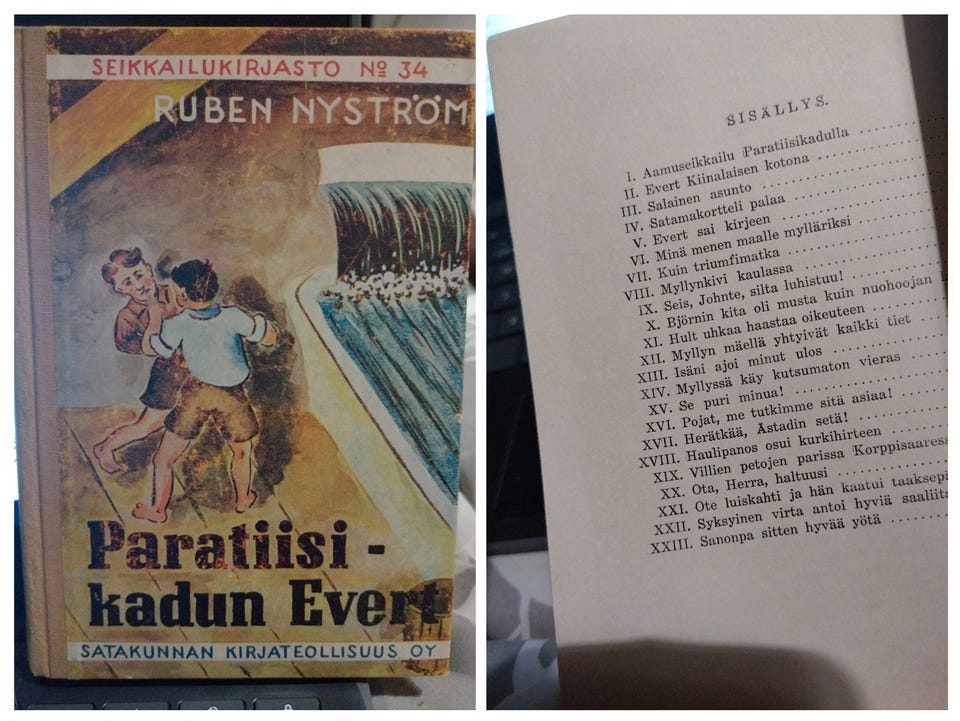 SEIKKAILUKIRJASTO Nº 34
RUBEN NYSTRÖM
Paratiisi-
kadun Evert
SATAKUNNAN KIRJATEOLLISUUS OY
SISÄLLYS.
I. Aamuseikkailu Paratiisikadulla
II. Evert Kiinalaisen kotona
III. Salainen asunto
IV. Satamakortteli palaa
V. Evert sai kirjeen
VI. Minä menen maalle mylläriksi
VII. Kuin triumfimatka
VIII. Myllynkivi kaulassa
IX. Seis, Johnte, silta luhistuu!
X. Björnin kita oli musta kuin nuohoojan
XI. Hult uhkaa haastaa oikeuteen
XII. Myllyn mäellä yhtyivät kaikki tiet
XIII. Isäni ajoi minut ulos
XIV. Myllyssä käy kutsumaton vieras
XV. Se puri minua!
XVI. Pojat, me tutkimme sitä asiaa!
XVII. Herätkää, Åstadin setä!
XVIII. Haulipanos osui kurkihirteen
XIX. Villien petojen parissa Korppisaaress
XX. Ota, Herra, haltuusi
XXI. Ote luiskahti ja hän kaatui taaksepä
XXII. Syksyinen virta antoi hyviä saaliita
XXIII. Sanonpa sitten hyvää yötä